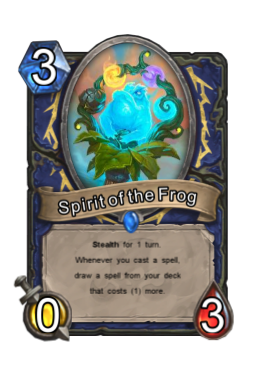 3
Spirit of the Frog
Stealth for 1 turn.
Whenever you cast a spell,
draw a spell from your deck
that costs (1) more.
0
3